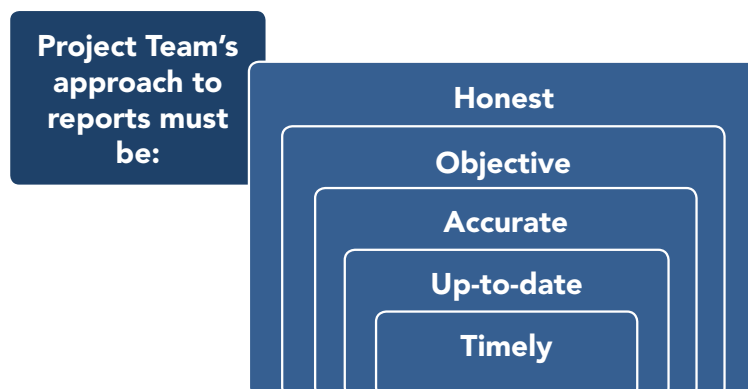 Project Team’s
approach to
reports must
be:
Honest
Objective
Accurate
Up-to-date
Timely